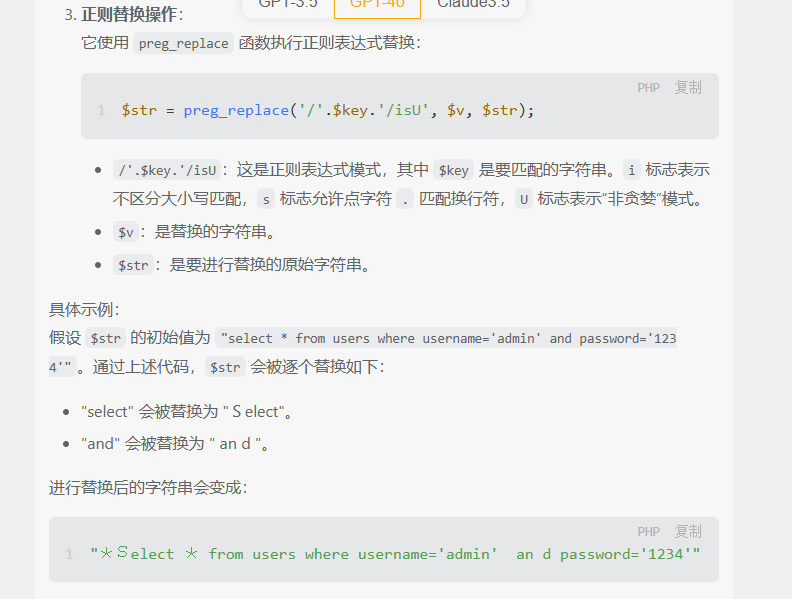 GPT-3.5 GPT-4o Claude3.5
3. 正则替换操作：
它使用 preg_replace 函数执行正则表达式替换：
PHP 复制
1 $str = preg_replace('/'.$key.'/isU', $v, $str);
• /'.$key.'/isU：这是正则表达式模式，其中 $key 是要匹配的字符串。i 标志表示
不区分大小写匹配，s 标志允许点字符 . 匹配换行符，U 标志表示“非贪婪”模式。
• $v：是替换的字符串。
• $str：是要进行替换的原始字符串。
具体示例：
假设 $str 的初始值为 "select * from users where username='admin' and password='123
4'"。通过上述代码，$str 会被逐个替换如下：
• "select" 会被替换为 " Ｓelect"。
• "and" 会被替换为 " an d "。
进行替换后的字符串会变成：
PHP 复制
1 "＊Ｓelect ＊ from users where username='admin'  an d password='1234'"